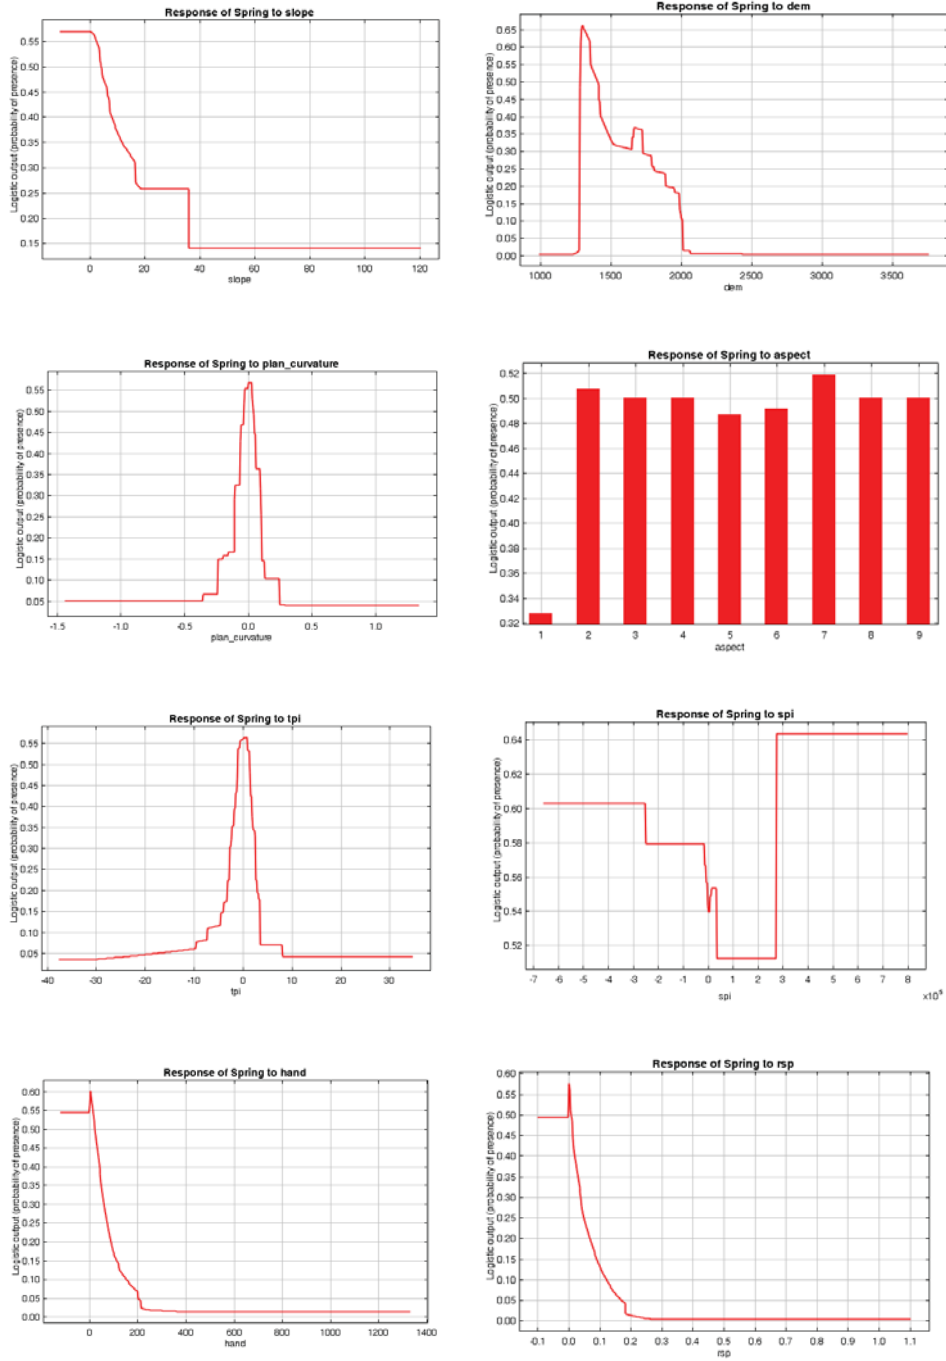 Response of Spring to slope
Logistic output (probability of presence)
0.55
0.50
0.45
0.40
0.35
0.30
0.25
0.20
0.15
0 20 40 60 80 100 120
slope
Response of Spring to dem
Logistic output (probability of presence)
0.65
0.60
0.55
0.50
0.45
0.40
0.35
0.30
0.25
0.20
0.15
0.10
0.05
0.00
1000 1500 2000 2500 3000 3500
dem
Response of Spring to plan_curvature
Logistic output (probability of presence)
0.55
0.50
0.45
0.40
0.35
0.30
0.25
0.20
0.15
0.10
0.05
-1.5 -1.0 -0.5 0.0 0.5 1.0
plan_curvature
Response of Spring to aspect
Logistic output (probability of presence)
0.52
0.50
0.48
0.46
0.44
0.42
0.40
0.38
0.36
0.34
0.32
1 2 3 4 5 6 7 8 9
aspect
Response of Spring to tpi
Logistic output (probability of presence)
0.55
0.50
0.45
0.40
0.35
0.30
0.25
0.20
0.15
0.10
0.05
-40 -30 -20 -10 0 10 20 30
tpi
Response of Spring to spi
Logistic output (probability of presence)
0.64
0.62
0.60
0.58
0.56
0.54
0.52
-7 -6 -5 -4 -3 -2 -1 0 1 2 3 4 5 6 7 8 9
spi
Response of Spring to hand
Logistic output (probability of presence)
0.60
0.55
0.50
0.45
0.40
0.35
0.30
0.25
0.20
0.15
0.10
0.05
0.00
0 200 400 600 800 1000 1200 1400
hand
Response of Spring to rsp
Logistic output (probability of presence)
0.60
0.55
0.50
0.45
0.40
0.35
0.30
0.25
0.20
0.15
0.10
0.05
0.00
-0.1 0.0 0.1 0.2 0.3 0.4 0.5 0.6 0.7 0.8 0.9 1.0 1.1
rsp